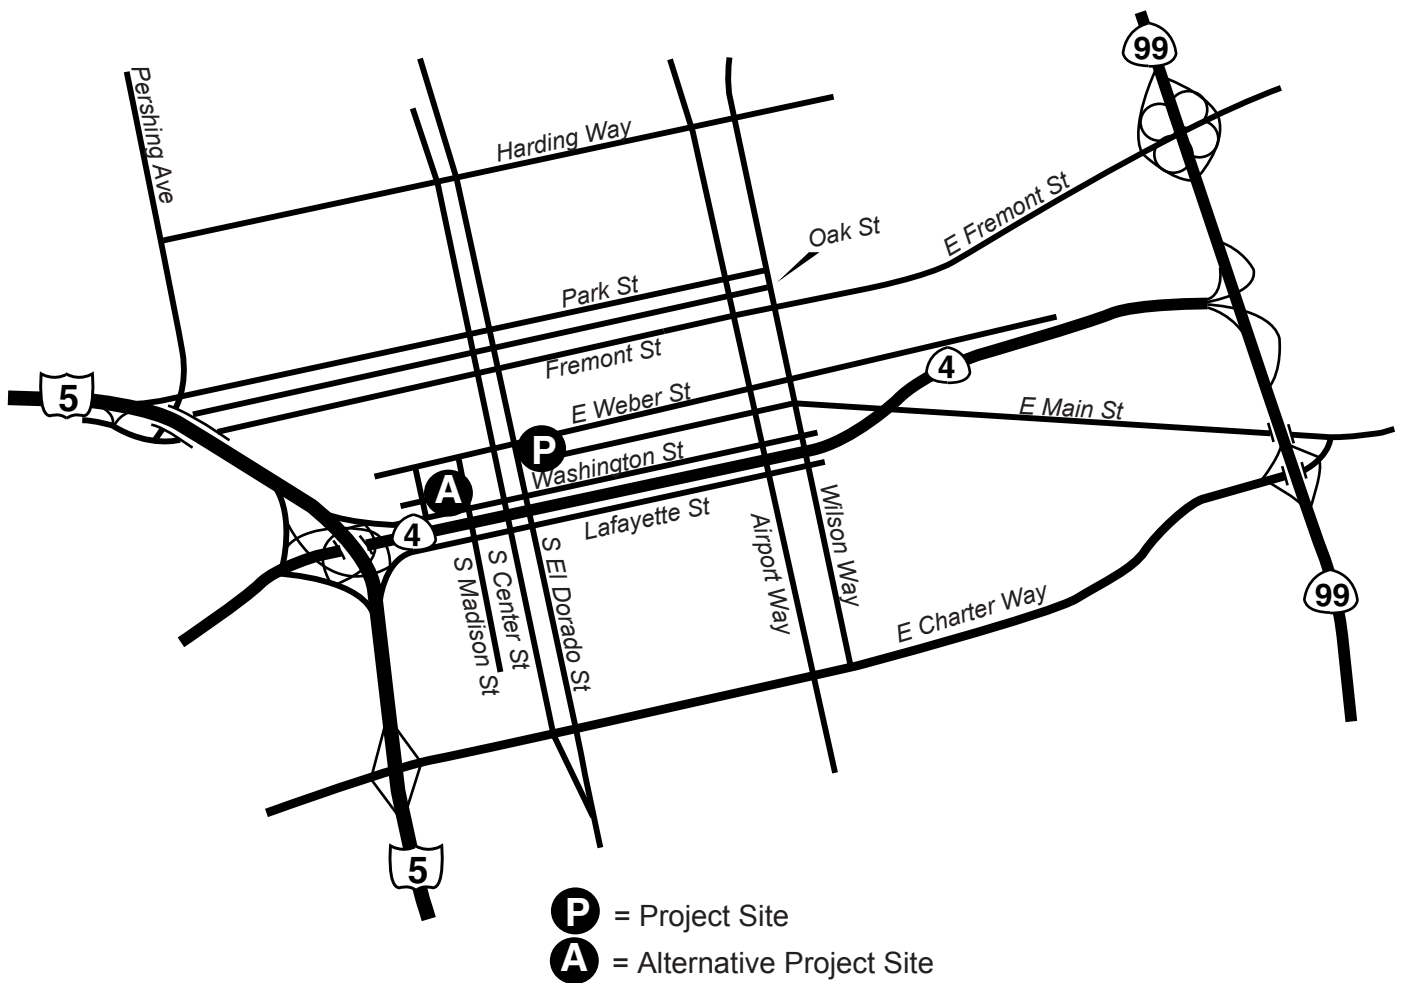 99
Pershing Ave
Harding Way
E Fremont St
Oak St
Park St
Fremont St
4
5
E Weber St
E Main St
P
Washington St
A
4
Lafayette St
Wilson Way
Airport Way
S Madison St
S Center St
S El Dorado St
E Charter Way
99
5
P = Project Site
A = Alternative Project Site